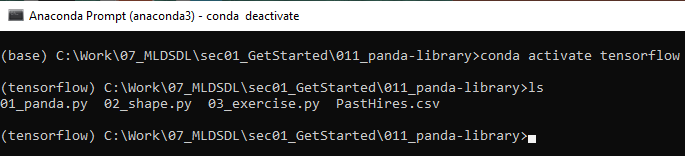 Anaconda Prompt (anaconda3) - conda  deactivate
(base) C:\Work\07_MLDSDL\sec01_GetStarted\011_panda-library>conda activate tensorflow
(tensorflow) C:\Work\07_MLDSDL\sec01_GetStarted\011_panda-library>ls
01_panda.py  02_shape.py  03_exercise.py  PastHires.csv
(tensorflow) C:\Work\07_MLDSDL\sec01_GetStarted\011_panda-library>